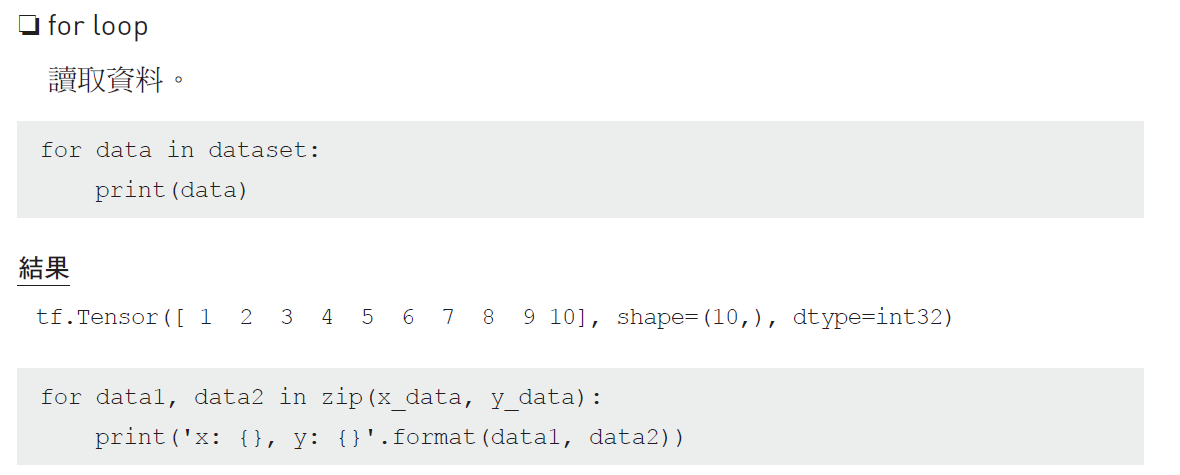 ❏ for loop
讀取資料。
for data in dataset:
    print(data)
結果
tf.Tensor([ 1  2  3  4  5  6  7  8  9 10], shape=(10,), dtype=int32)
for data1, data2 in zip(x_data, y_data):
    print('x: {}, y: {}'.format(data1, data2))